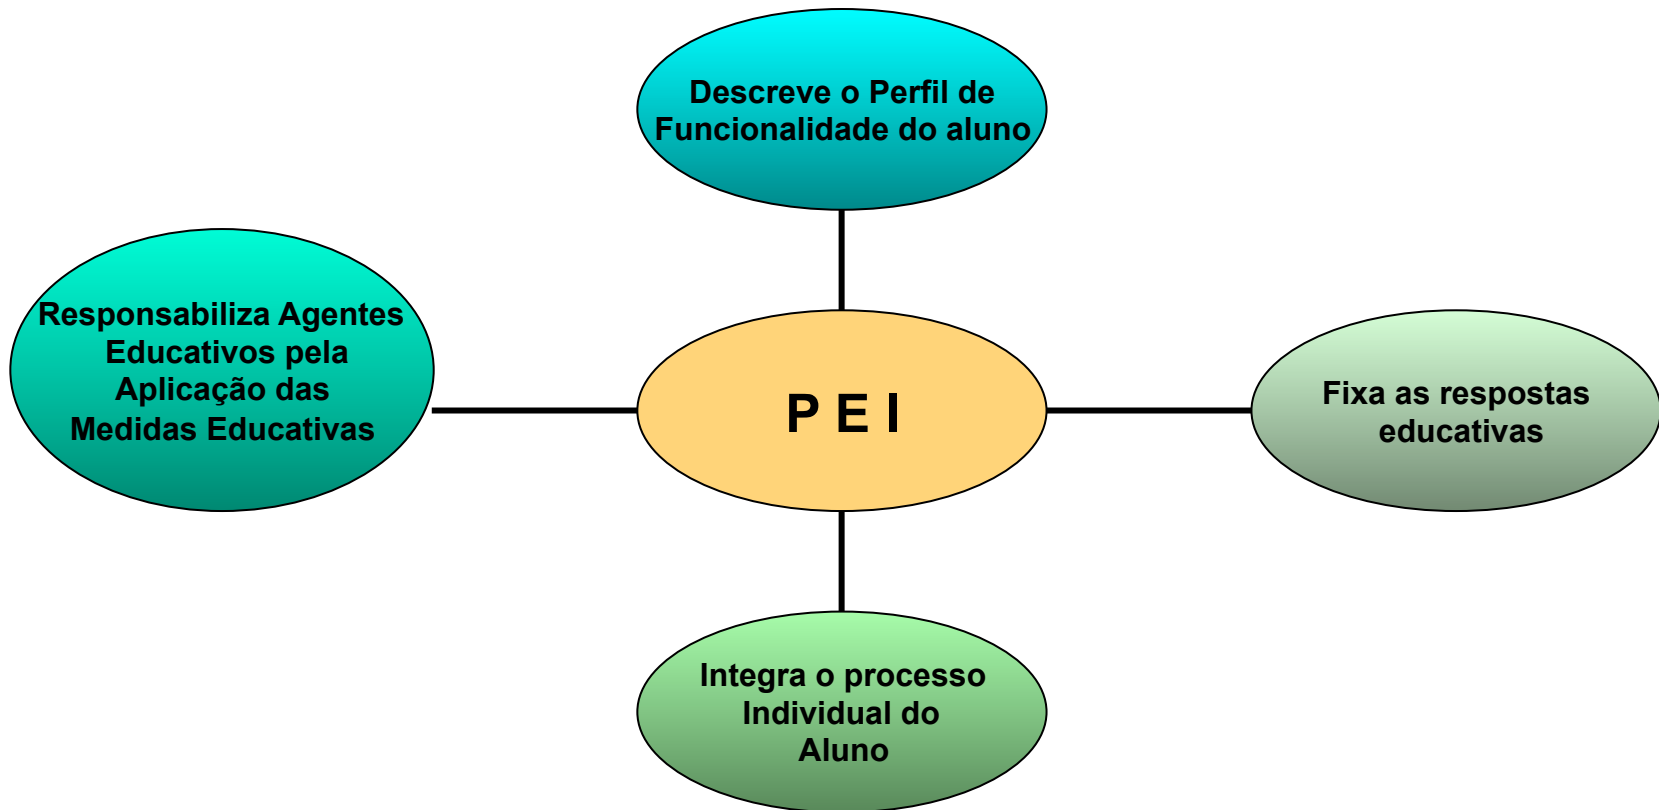 Descreve o Perfil de
Funcionalidade do aluno
Responsabiliza Agentes
Educativos pela
Aplicação das
Medidas Educativas
P E I
Fixa as respostas
educativas
Integra o processo
Individual do
Aluno